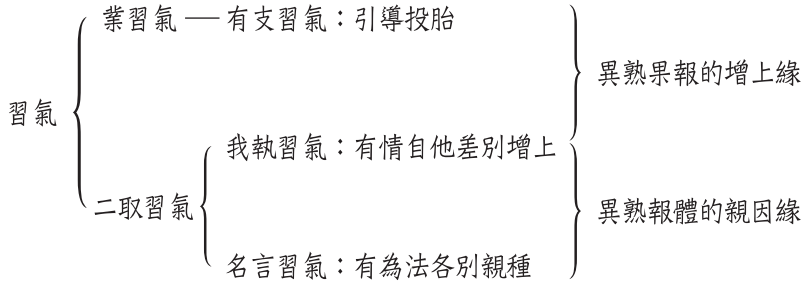 業習氣 — 有支習氣：引導投胎
異熟果報的增上緣
習氣
我執習氣：有情自他差別增上
二取習氣
異熟報體的親因緣
名言習氣：有為法各別親種